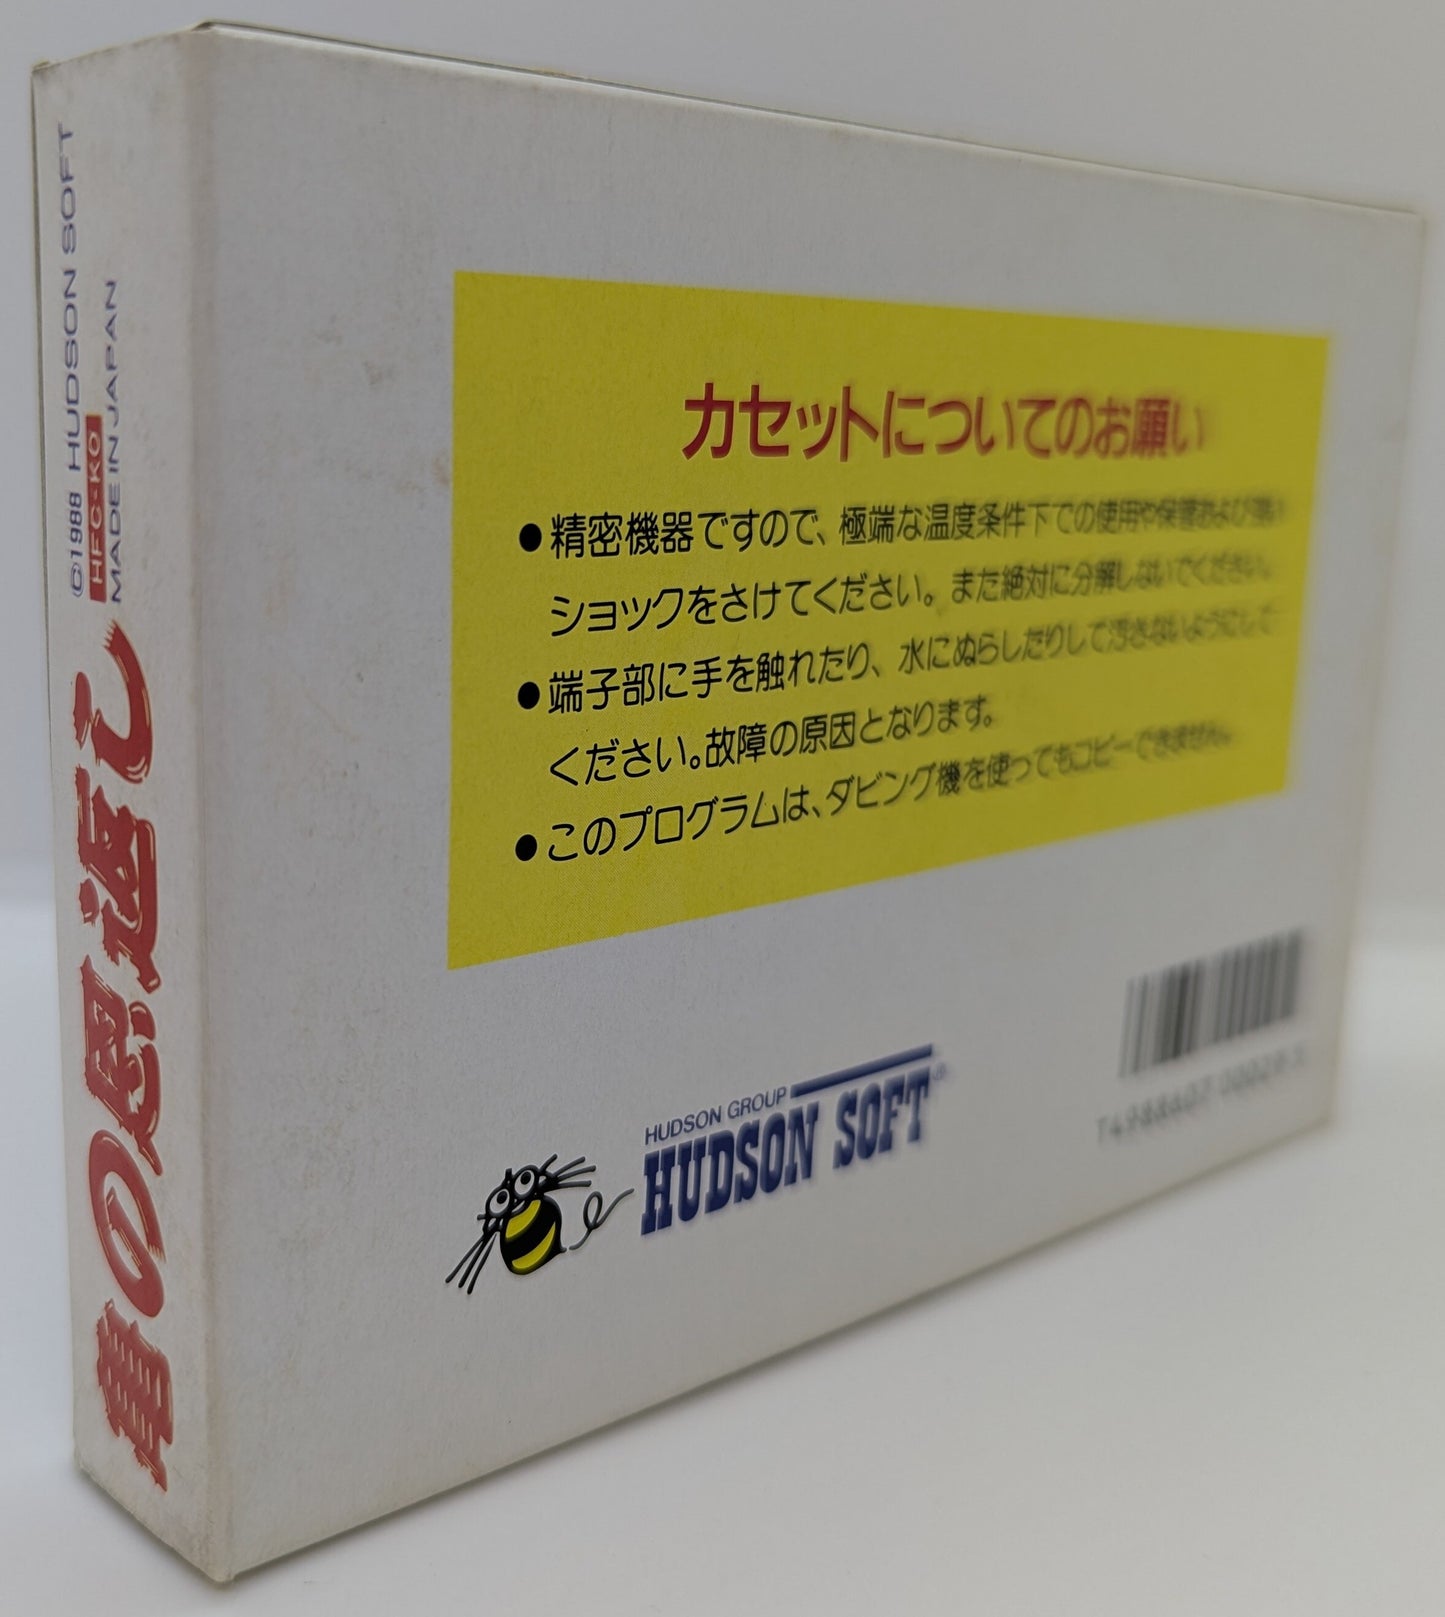 ©1988 HUDSON SOFT
HFC-KO
MADE IN JAPAN
亀の恩返し
カセットについてのお願い
●精密機器ですので、極端な温度条件下での使用や保管および強い
ショックをさけてください。また絶対に分解しないでください。
●端子部に手を触れたり、水にぬらしたりして汚さないようにして
ください。故障の原因となります。
●このプログラムは、ダビング機を使ってもコピーできません。
HUDSON GROUP
HUDSON SOFT®